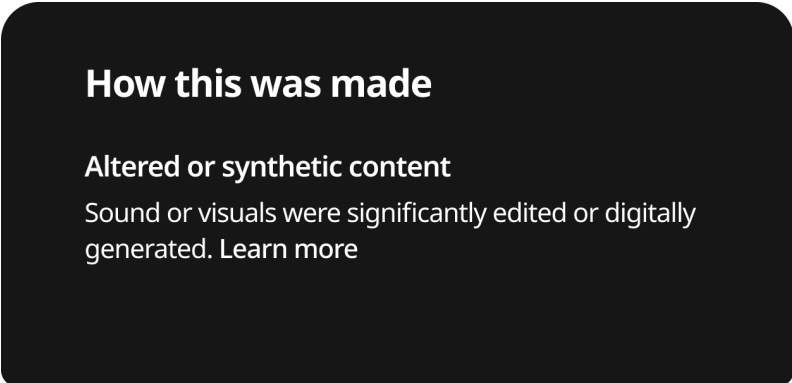 How this was made
Altered or synthetic content
Sound or visuals were significantly edited or digitally
generated. Learn more